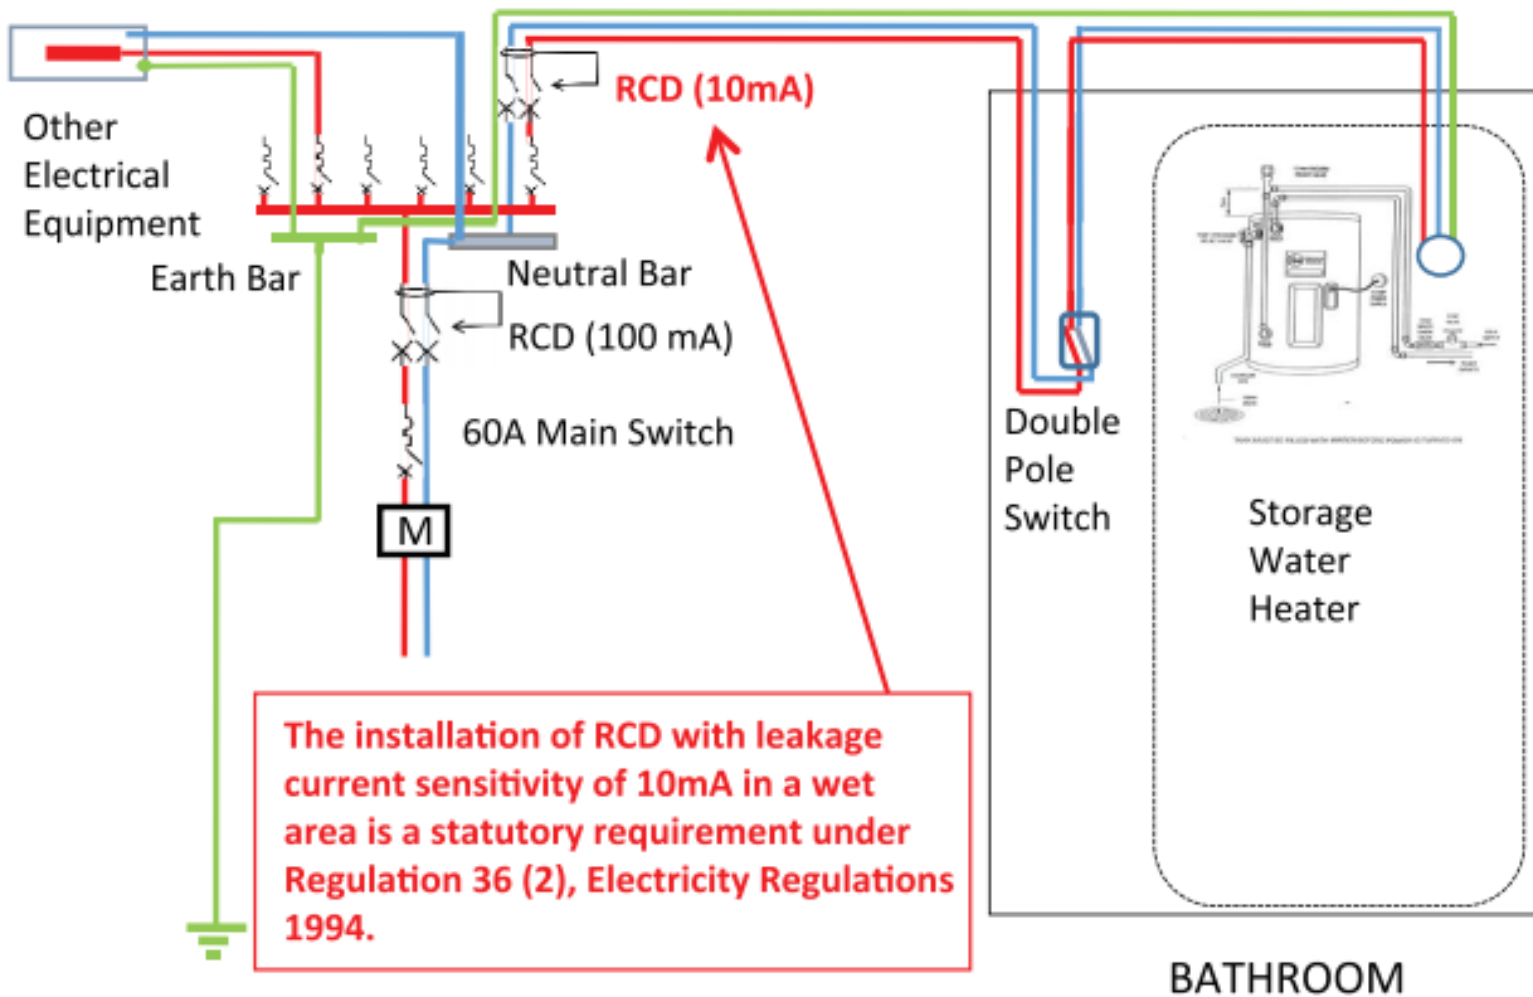 RCD (10mA)
Other
Electrical
Equipment
Earth Bar
Neutral Bar
RCD (100 mA)
60A Main Switch
M
Double
Pole
Switch
Storage
Water
Heater
The installation of RCD with leakage
current sensitivity of 10mA in a wet
area is a statutory requirement under
Regulation 36 (2), Electricity Regulations
1994.
BATHROOM